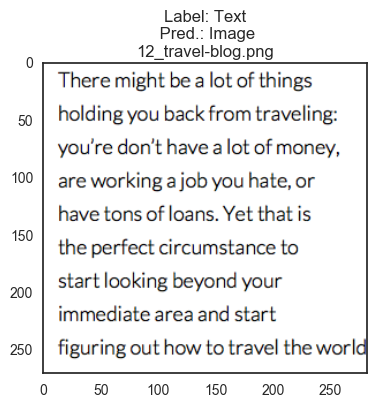 Label: Text
Pred.: Image
12_travel-blog.png
0
50
100
150
200
250
There might be a lot of things
holding you back from traveling:
you're don't have a lot of money,
are working a job you hate, or
have tons of loans. Yet that is
the perfect circumstance to
start looking beyond your
immediate area and start
figuring out how to travel the world
0 50 100 150 200 250